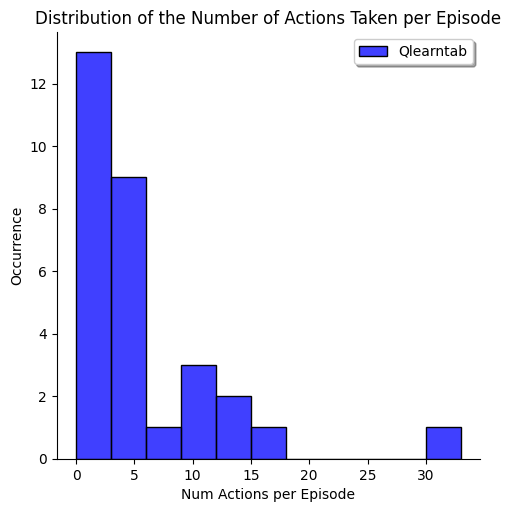 Distribution of the Number of Actions Taken per Episode
Qlearntab
12
10
8
6
4
2
0
Occurrence
0 5 10 15 20 25 30
Num Actions per Episode